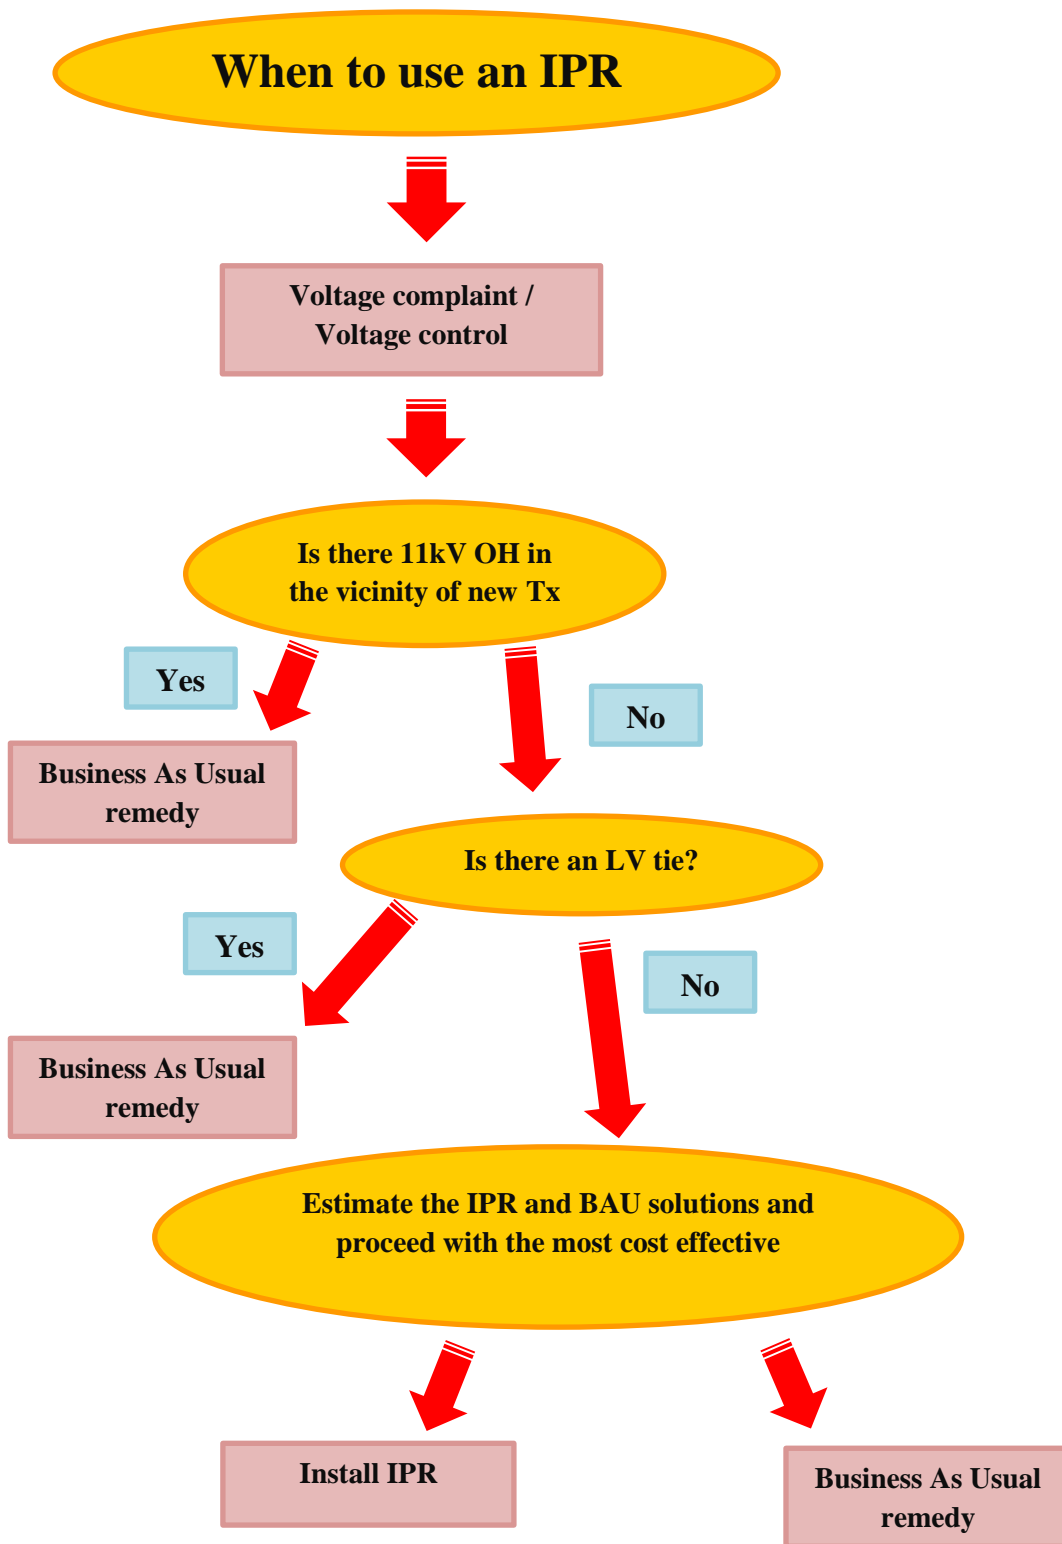 When to use an IPR
Voltage complaint /
Voltage control
Is there 11kV OH in
the vicinity of new Tx
Yes
No
Business As Usual
remedy
Is there an LV tie?
Yes
No
Business As Usual
remedy
Estimate the IPR and BAU solutions and
proceed with the most cost effective
Install IPR
Business As Usual
remedy